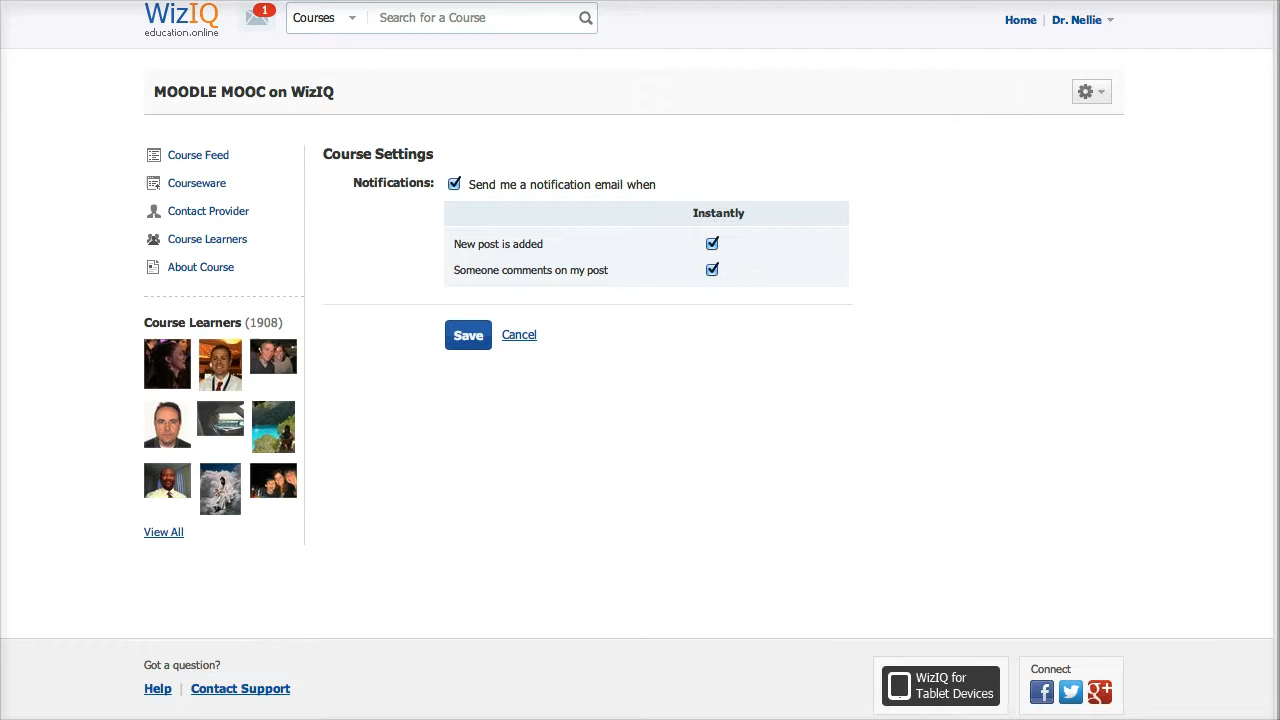 WizIQ
education.online
1
Courses
Search for a Course
Home | Dr. Nellie
MOODLE MOOC on WizIQ
Course Feed
Courseware
Contact Provider
Course Learners
About Course
Course Learners (1908)
View All
Course Settings
Notifications: Send me a notification email when
Instantly
New post is added
Someone comments on my post
Save Cancel
Got a question?
Help | Contact Support
WizIQ for
Tablet Devices
Connect